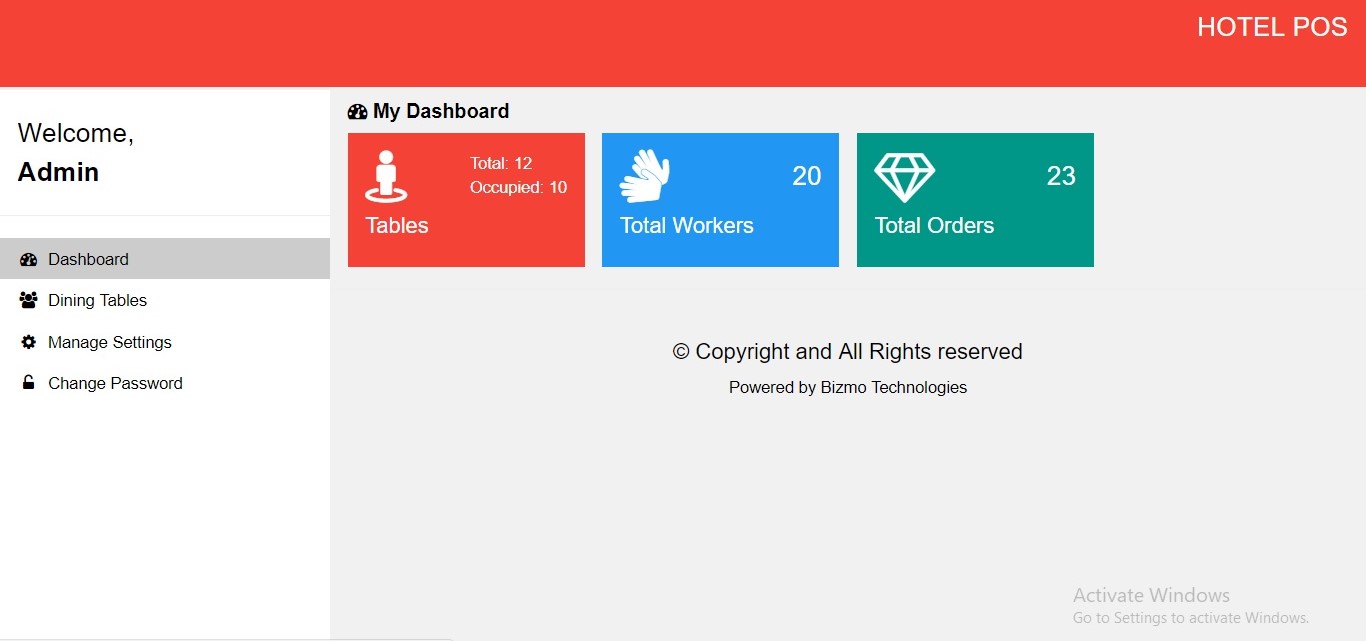 HOTEL POS
Welcome,
Admin
Dashboard
Dining Tables
Manage Settings
Change Password
My Dashboard
Total: 12
Occupied: 10
Tables
20
Total Workers
23
Total Orders
© Copyright and All Rights reserved
Powered by Bizmo Technologies
Activate Windows
Go to Settings to activate Windows.